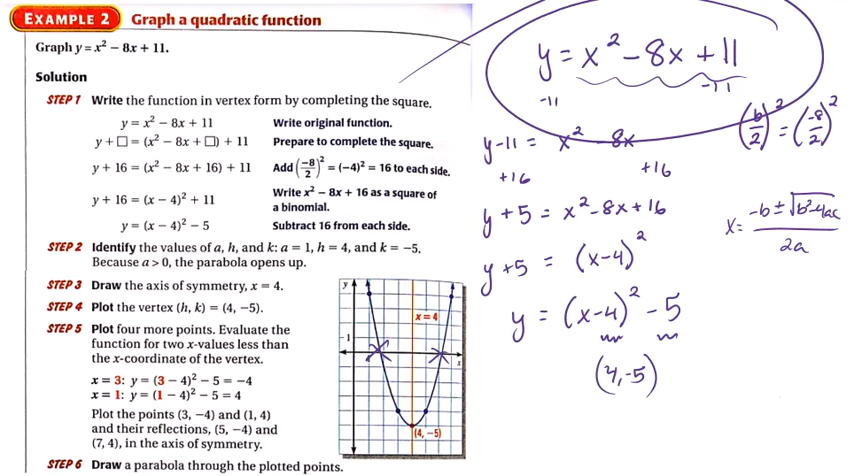 EXAMPLE 2 Graph a quadratic function
Graph y = x² − 8x + 11.
Solution
STEP 1 Write the function in vertex form by completing the square.
y = x² − 8x + 11 Write original function.
y + □ = (x² − 8x + □) + 11 Prepare to complete the square.
y + 16 = (x² − 8x + 16) + 11 Add (−8/2)² = (−4)² = 16 to each side.
y + 16 = (x − 4)² + 11 Write x² − 8x + 16 as a square of
a binomial.
y = (x − 4)² − 5 Subtract 16 from each side.
STEP 2 Identify the values of a, h, and k: a = 1, h = 4, and k = −5.
Because a > 0, the parabola opens up.
STEP 3 Draw the axis of symmetry, x = 4.
STEP 4 Plot the vertex (h, k) = (4, −5).
STEP 5 Plot four more points. Evaluate the
function for two x-values less than
the x-coordinate of the vertex.
x = 3: y = (3 − 4)² − 5 = −4
x = 1: y = (1 − 4)² − 5 = 4
Plot the points (3, −4) and (1, 4)
and their reflections, (5, −4) and
(7, 4), in the axis of symmetry.
STEP 6 Draw a parabola through the plotted points.
y
x = 4
1
x
(4, −5)
y = x² − 8x + 11
−11 −11
y − 11 = x² − 8x
+16 +16
(b/2)² = (−8/2)²
y + 5 = x² − 8x + 16
y + 5 = (x − 4)²
y = (x − 4)² − 5
(4, −5)
x = −b ± √b² − 4ac / 2a